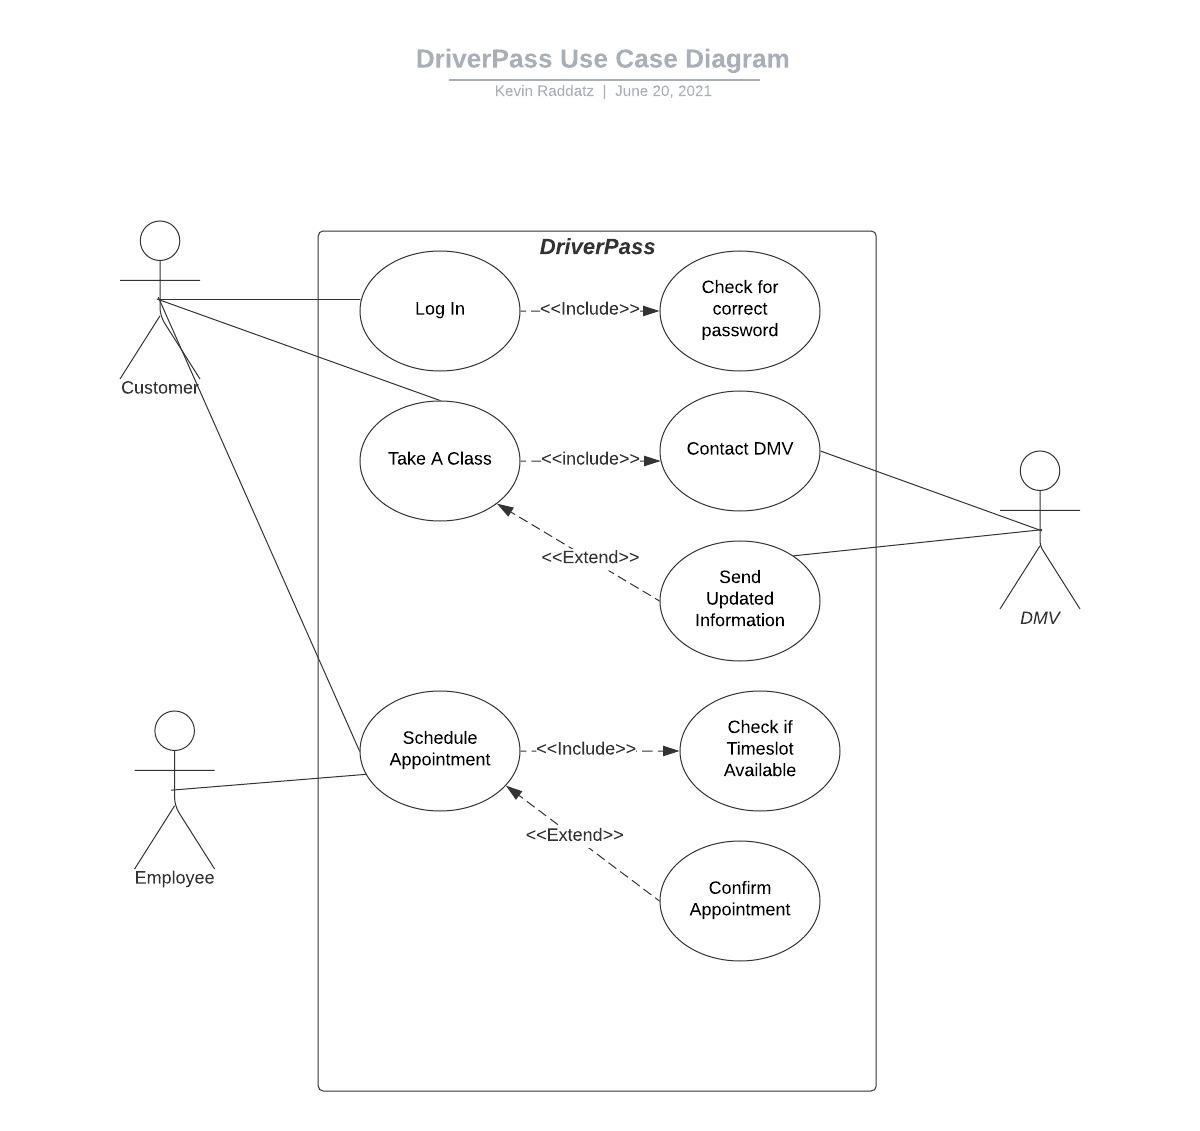 DriverPass Use Case Diagram
Kevin Raddatz | June 20, 2021
DriverPass
Log In
<<Include>>
Check for
correct
password
Customer
Take A Class
<<include>>
Contact DMV
<<Extend>>
Send
Updated
Information
DMV
Schedule
Appointment
<<Include>>
Check if
Timeslot
Available
<<Extend>>
Employee
Confirm
Appointment